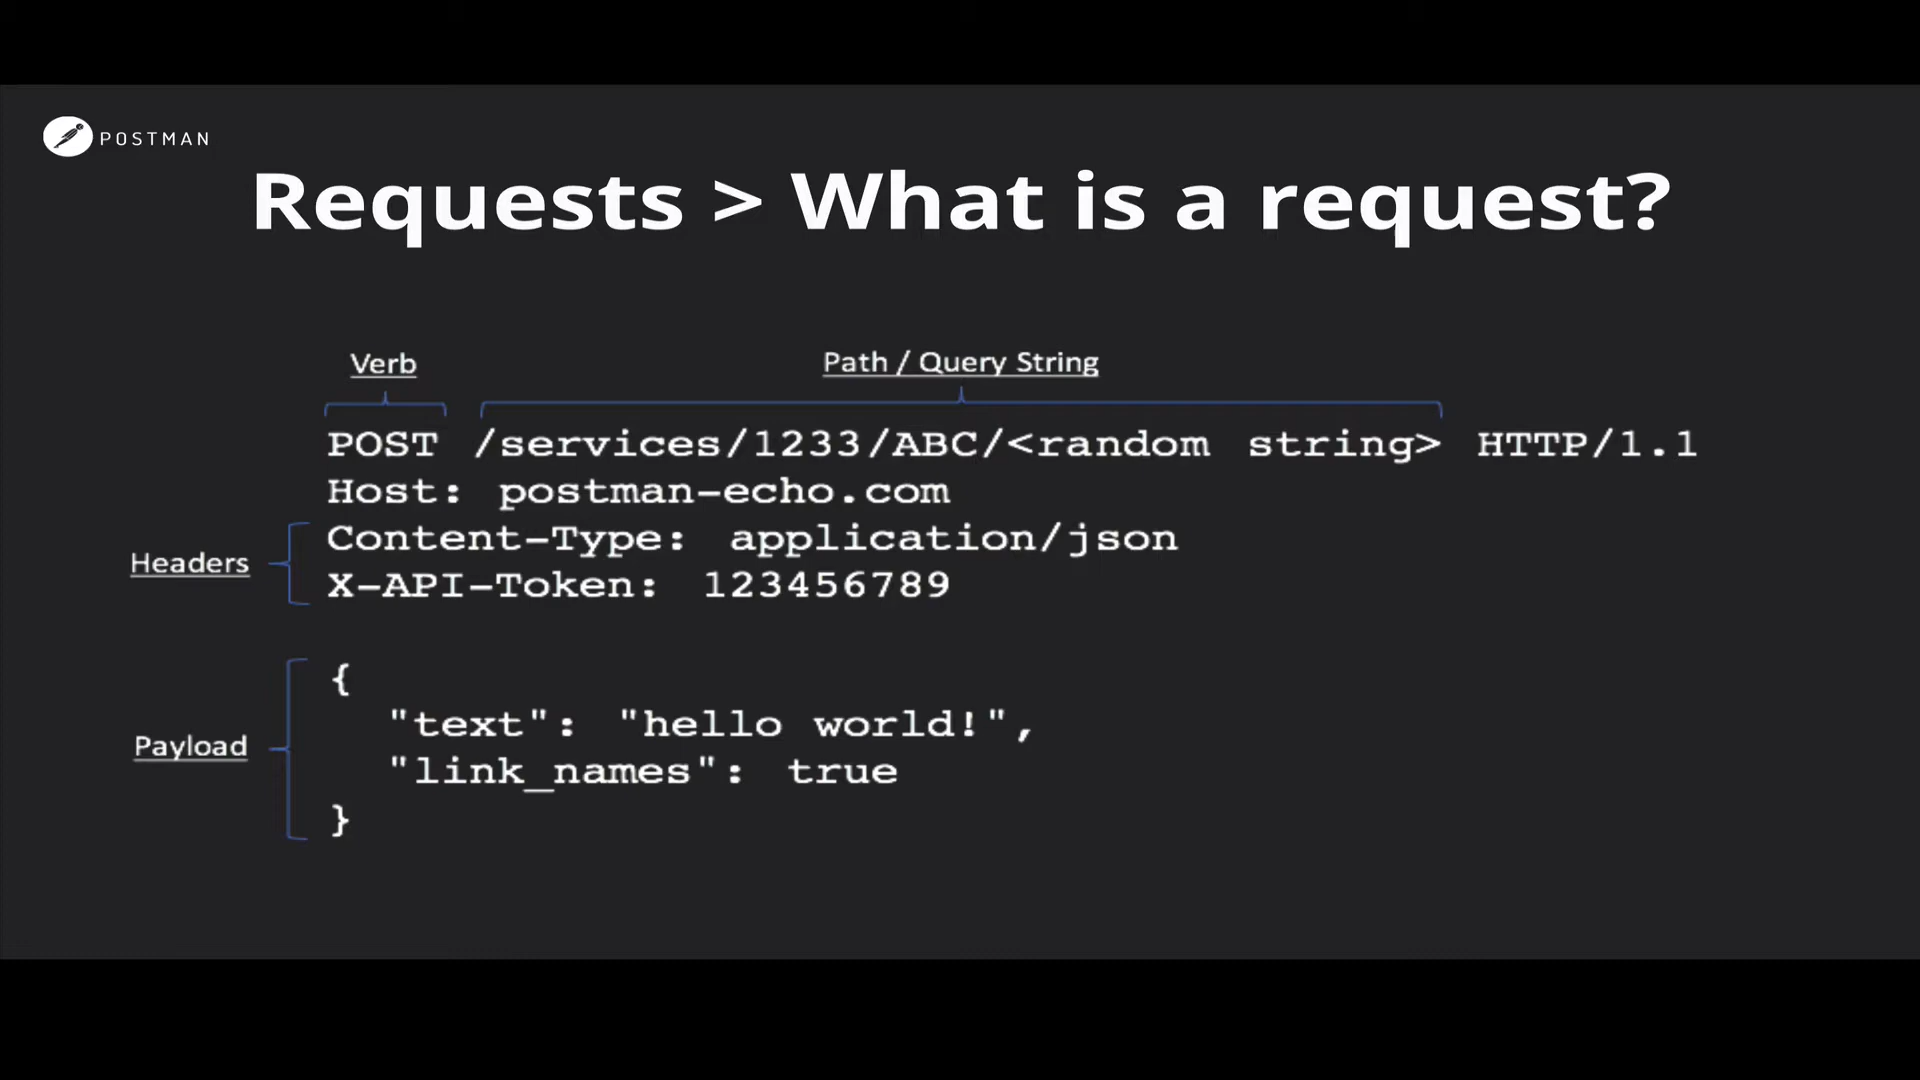 POSTMAN
Requests > What is a request?
Verb
Path / Query String
POST /services/1233/ABC/<random string> HTTP/1.1
Host: postman-echo.com
Headers
Content-Type: application/json
X-API-Token: 123456789
Payload
{
"text": "hello world!",
"link_names": true
}